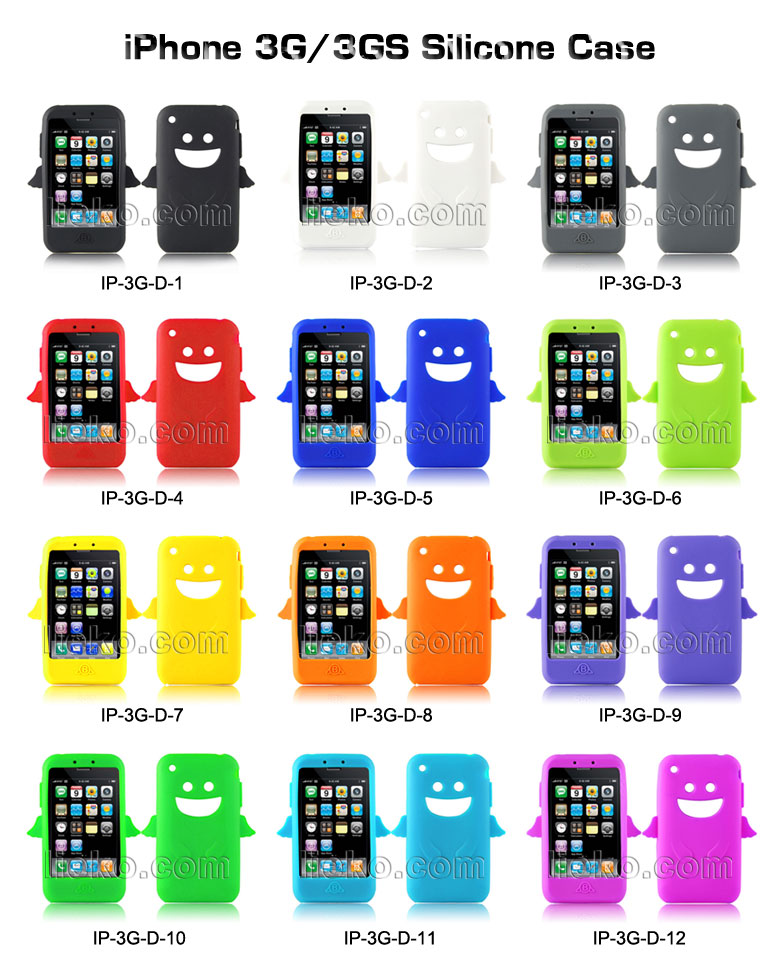 iPhone 3G/3GS Silicone Case
lieko.com lieko.com lieko.com
IP-3G-D-1 IP-3G-D-2 IP-3G-D-3
lieko.com lieko.com lieko.com
IP-3G-D-4 IP-3G-D-5 IP-3G-D-6
lieko.com lieko.com lieko.com
IP-3G-D-7 IP-3G-D-8 IP-3G-D-9
lieko.com lieko.com lieko.com
IP-3G-D-10 IP-3G-D-11 IP-3G-D-12